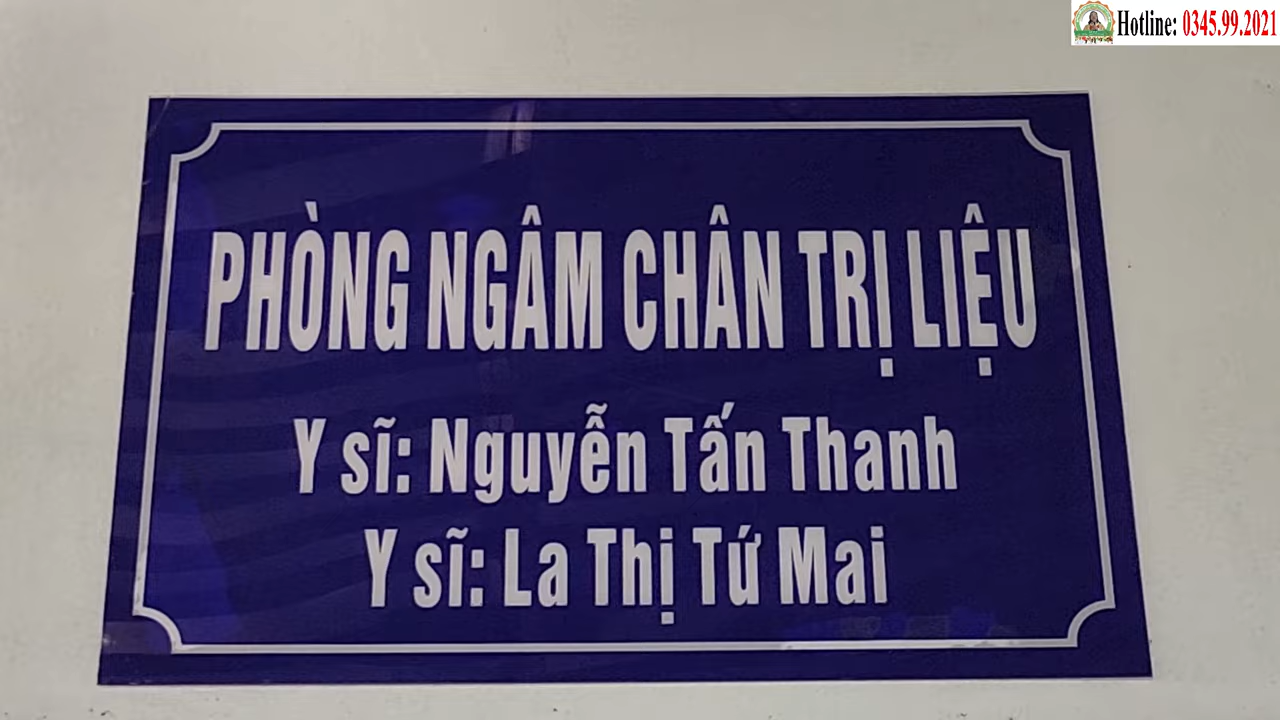 Hotline: 0345.99.2021
PHÒNG NGÂM CHÂN TRỊ LIỆU
Y sĩ: Nguyễn Tấn Thanh
Y sĩ: La Thị Tứ Mai